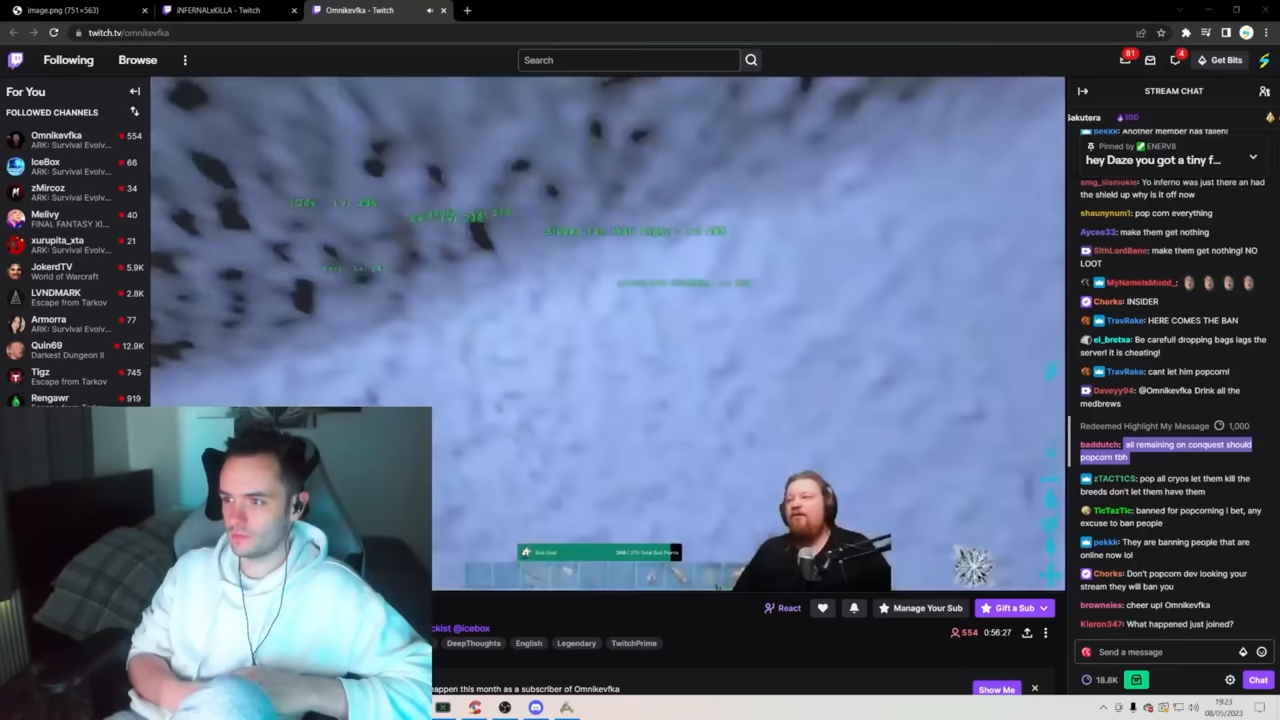 image.png (751×563)
iNFERNALxKiLLA - Twitch
Omnikevfka - Twitch
twitch.tv/omnikevfka
Following
Browse
Search
81
4
Get Bits
For You
FOLLOWED CHANNELS
Omnikevfka
554
ARK: Survival Evolv...
IceBox
66
ARK: Survival Evolv...
zMircoz
34
ARK: Survival Evolv...
Melivy
40
FINAL FANTASY XI...
xurupita_xta
21
ARK: Survival Evolv...
JokerdTV
5.9K
World of Warcraft
LVNDMARK
2.8K
Escape from Tarkov
Armorra
77
ARK: Survival Evolv...
Quin69
12.9K
Darkest Dungeon II
Tigz
745
Escape from Tarkov
Rengawr
919
Sub Goal
React
Manage Your Sub
Gift a Sub
ckist @icebox
554
0:56:27
DeepThoughts
English
Legendary
TwitchPrime
appen this month as a subscriber of Omnikevfka
Show Me
STREAM CHAT
Sakutera
100
pekkk: Another member has fallen!
Pinned by ENERV8
hey Daze you got a tiny f...
smg_liismokie: Yo inferno was just there an had
the shield up why is it off now
shaunynum1: pop corn everything
Aycee33: make them get nothing
SithLordBane: make them get nothing! NO
LOOT
MyNameIsMudd_:
Chorks: INSIDER
TravRake: HERE COMES THE BAN
el_bretxa: Be carefull dropping bags lags the
server! It is cheating!
TravRake: cant let him popcorn!
Daveyy94: @Omnikevfka Drink all the
medbrews
Redeemed Highlight My Message 1,000
baddutch: all remaining on conquest should
popcorn tbh
zTACT1CS: pop all cryos let them kill the
breeds don't let them have them
TicTazTic: banned for popcorning i bet, any
excuse to ban people
pekkk: They are banning people that are
online now lol
Chorks: Don't popcorn dev looking your
stream they will ban you
browneies: cheer up! Omnikevfka
Kieron347: What happened just joined?
Send a message
18.8K
Chat
19:23
08/05/2023